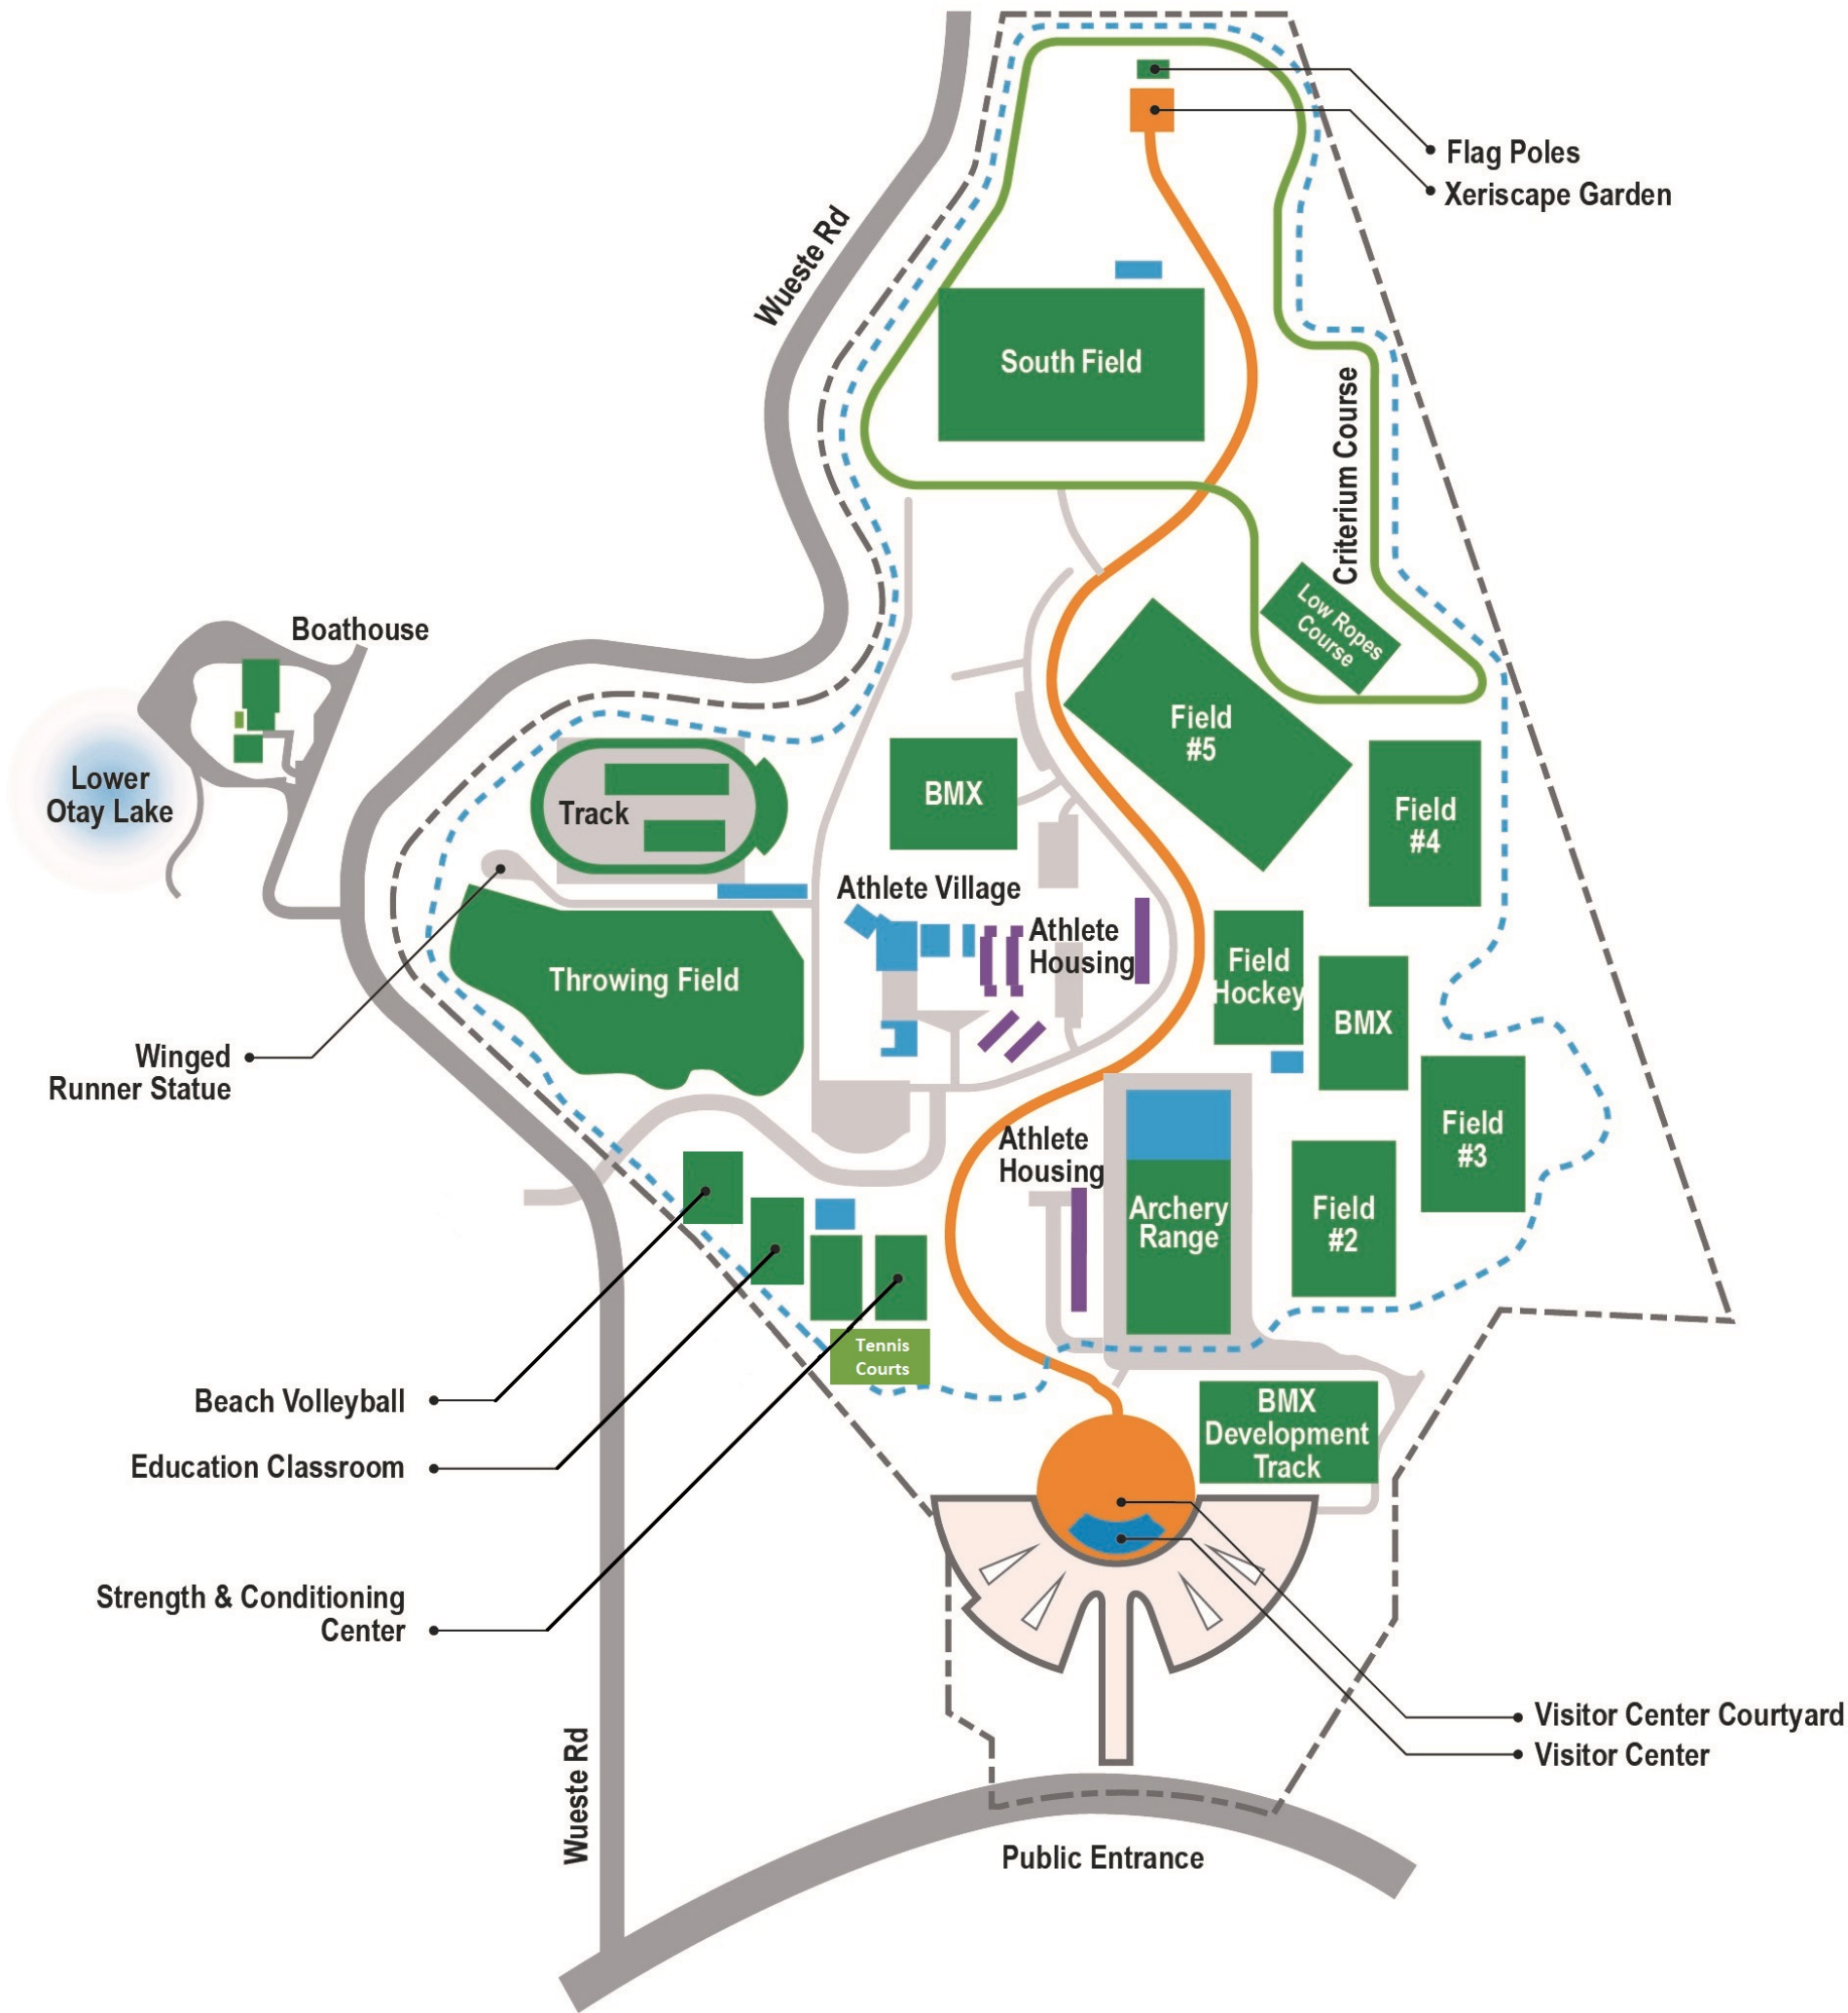 Flag Poles
Xeriscape Garden
Wueste Rd
South Field
Criterium Course
Low Ropes
Course
Boathouse
Lower
Otay Lake
Field
#5
Track
BMX
Field
#4
Athlete Village
Athlete
Housing
Field
Hockey
Throwing Field
BMX
Winged
Runner Statue
Field
#3
Athlete
Housing
Archery
Range
Field
#2
Tennis
Courts
Beach Volleyball
BMX
Development
Track
Education Classroom
Strength & Conditioning
Center
Visitor Center Courtyard
Visitor Center
Wueste Rd
Public Entrance